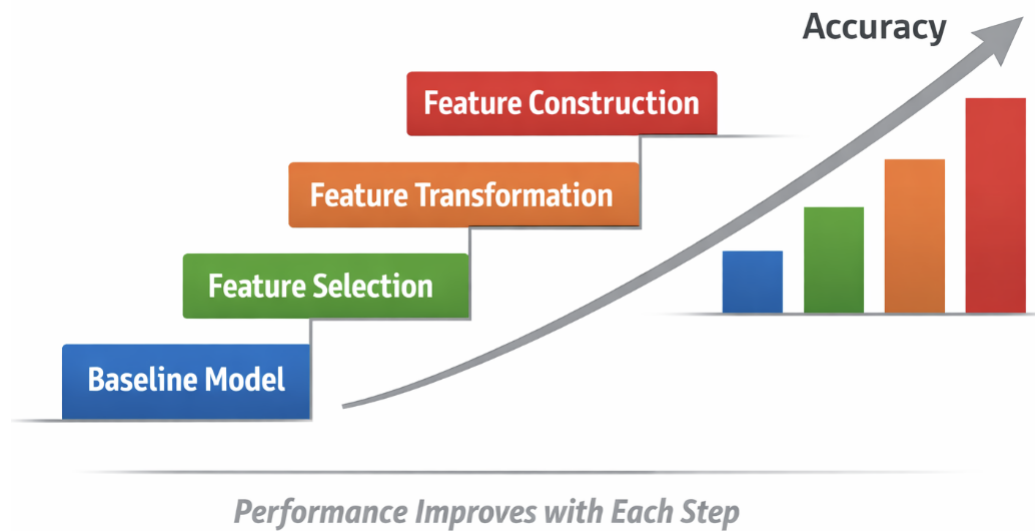 Accuracy
Feature Construction
Feature Transformation
Feature Selection
Baseline Model
Performance Improves with Each Step